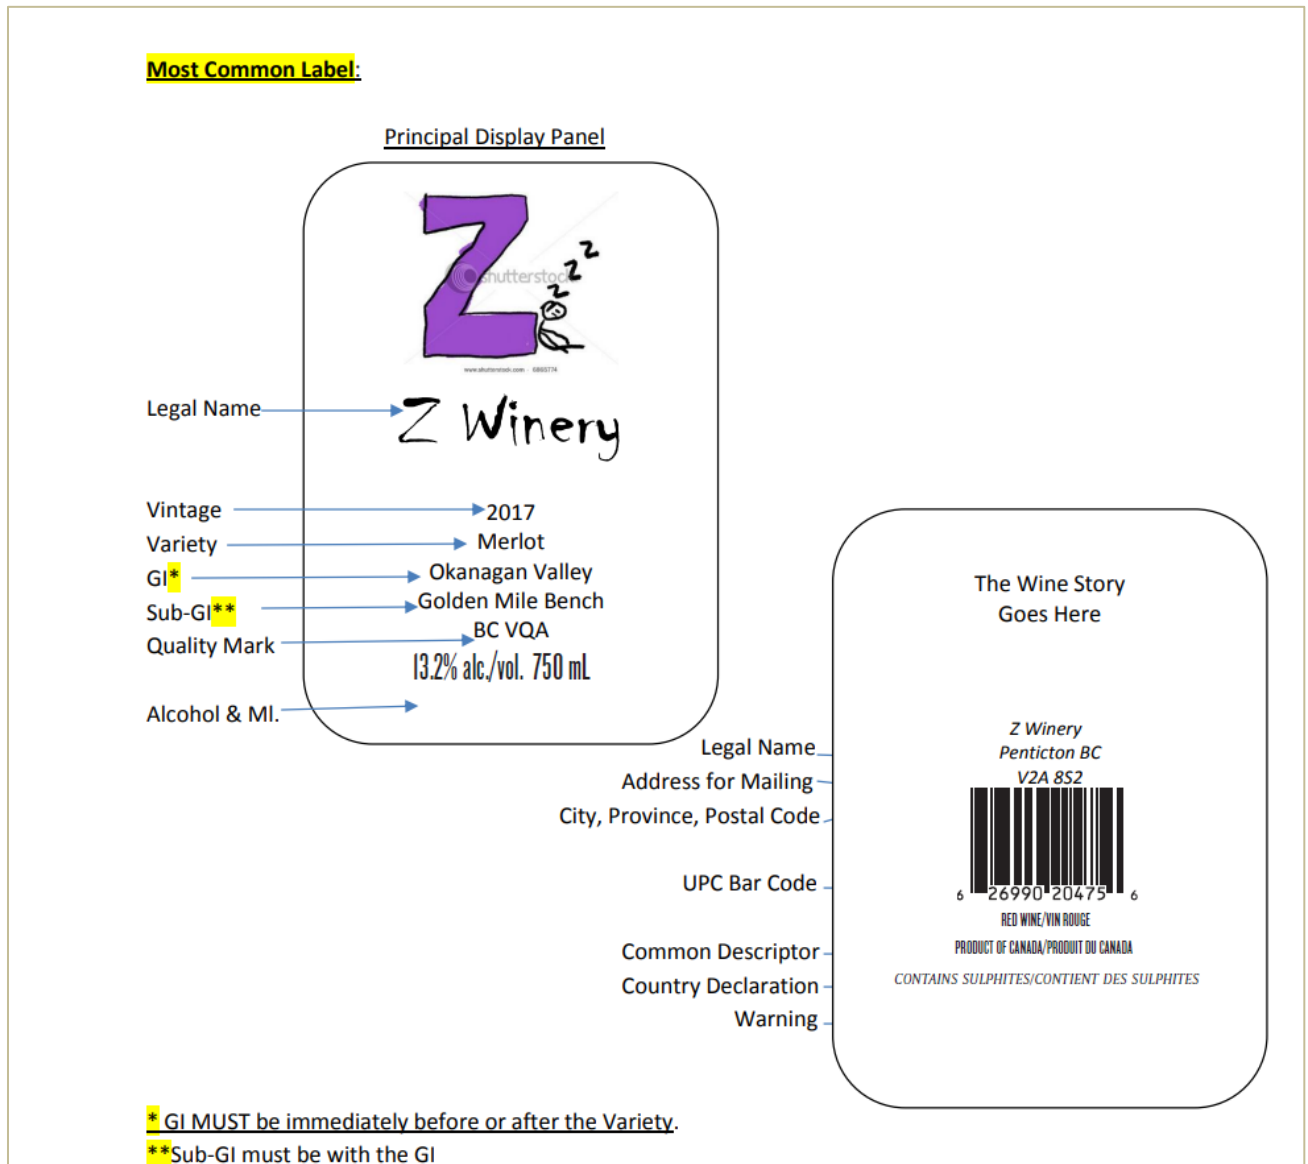 Most Common Label:
Principal Display Panel
Z
shutterstock
z z z
www.shutterstock.com · 6865774
Legal Name
Z Winery
Vintage
2017
Variety
Merlot
GI*
Okanagan Valley
Sub-GI**
Golden Mile Bench
Quality Mark
BC VQA
13.2% alc./vol. 750 mL
Alcohol & Ml.
The Wine Story
Goes Here
Legal Name
Z Winery
Address for Mailing
Penticton BC
City, Province, Postal Code
V2A 8S2
UPC Bar Code
6 26990 20475 6
Common Descriptor
RED WINE/VIN ROUGE
Country Declaration
PRODUCT OF CANADA/PRODUIT DU CANADA
Warning
CONTAINS SULPHITES/CONTIENT DES SULPHITES
* GI MUST be immediately before or after the Variety.
**Sub-GI must be with the GI